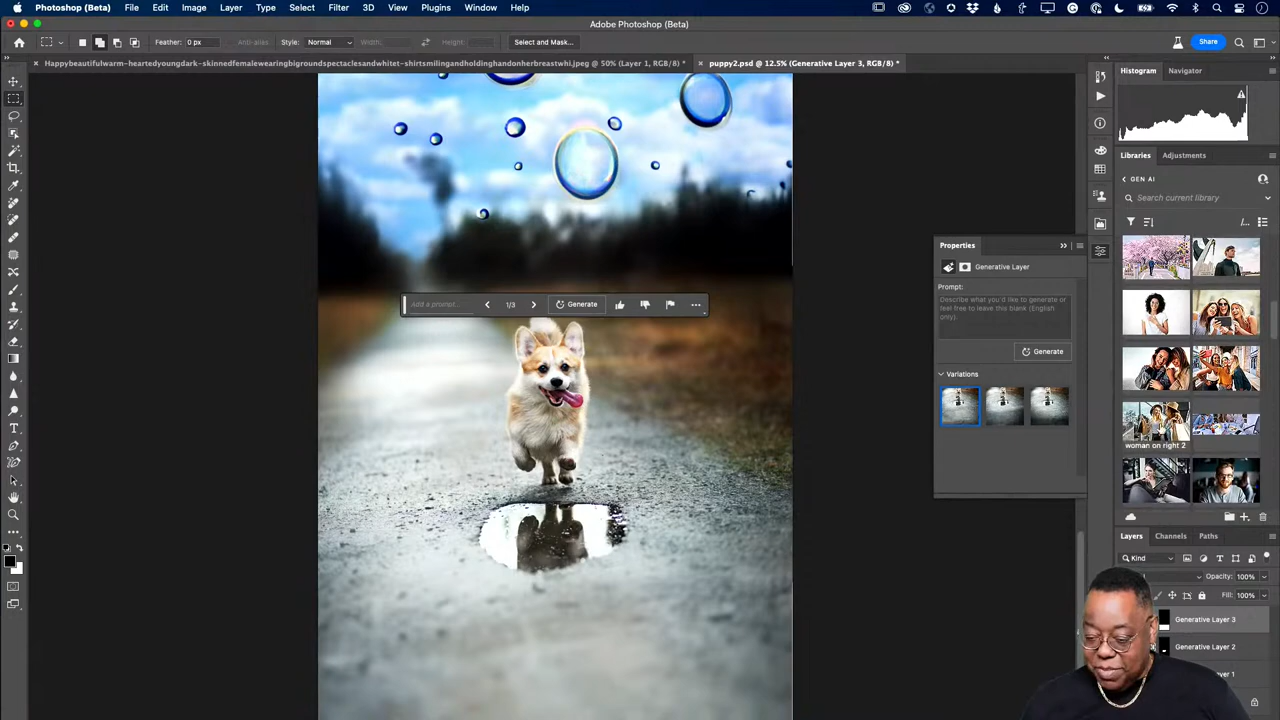 Photoshop (Beta) File Edit Image Layer Type Select Filter 3D View Plugins Window Help
Adobe Photoshop (Beta)
Feather: 0 px Anti-alias Style: Normal Width: Height: Select and Mask... Share
Happybeautifulwarm-heartedyoungdark-skinnedfemalewearingbigroundspectaclesandwhitet-shirtsmilingandholdinghandonherbreastwhi.jpeg @ 50% (Layer 1, RGB/8) *
puppy2.psd @ 12.5% (Generative Layer 3, RGB/8) *
Histogram Navigator
Libraries Adjustments
GEN AI
Search current library
Properties
Generative Layer
Prompt:
Describe what you'd like to generate or
feel free to leave this blank (English
only).
Generate
Variations
Add a prompt... 1/3 Generate
woman on right 2
Layers Channels Paths
Kind
Opacity: 100%
Fill: 100%
Generative Layer 3
Generative Layer 2